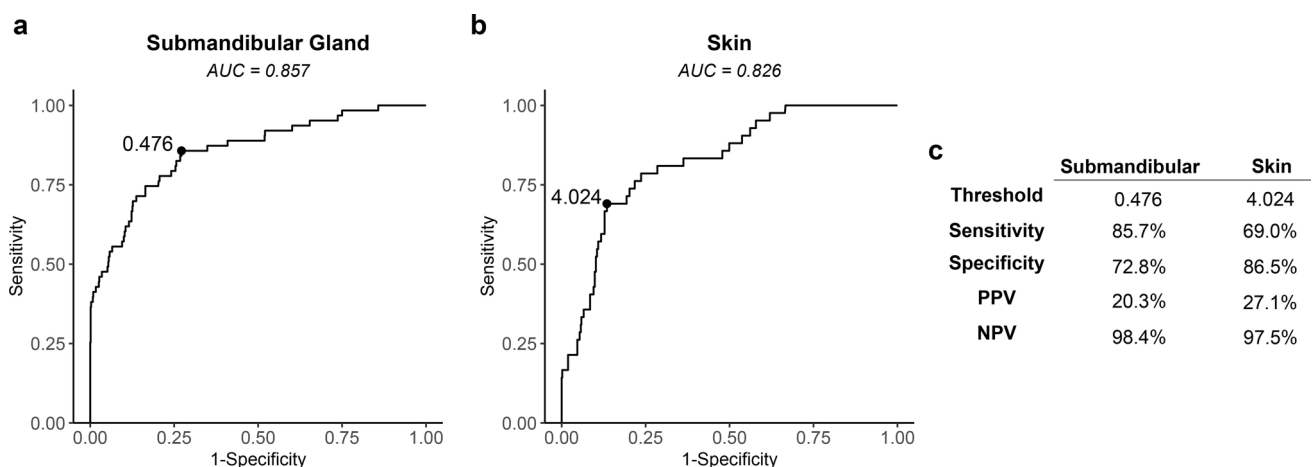 a
Submandibular Gland
AUC = 0.857
1.00
0.75
0.50
0.25
0.00
Sensitivity
0.476
0.00 0.25 0.50 0.75 1.00
1-Specificity
b
Skin
AUC = 0.826
1.00
0.75
0.50
0.25
0.00
Sensitivity
4.024
0.00 0.25 0.50 0.75 1.00
1-Specificity
c
Submandibular Skin
Threshold 0.476 4.024
Sensitivity 85.7% 69.0%
Specificity 72.8% 86.5%
PPV 20.3% 27.1%
NPV 98.4% 97.5%